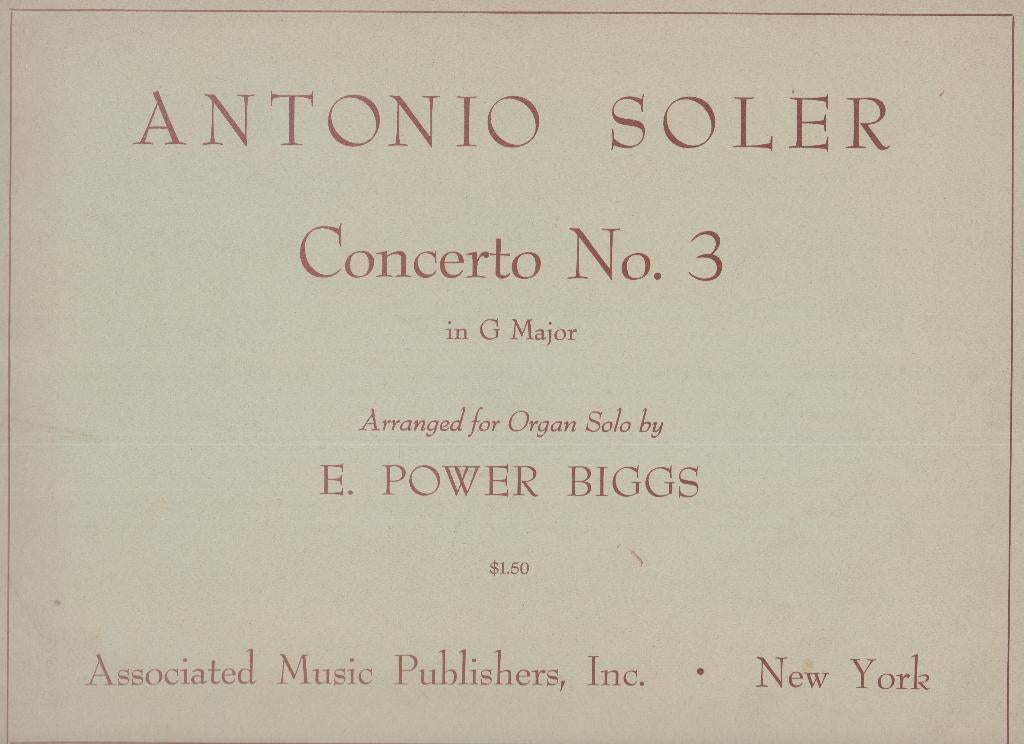 ANTONIO SOLER
Concerto No. 3
in G Major
Arranged for Organ Solo by
E. POWER BIGGS
$1.50
Associated Music Publishers, Inc. • New York